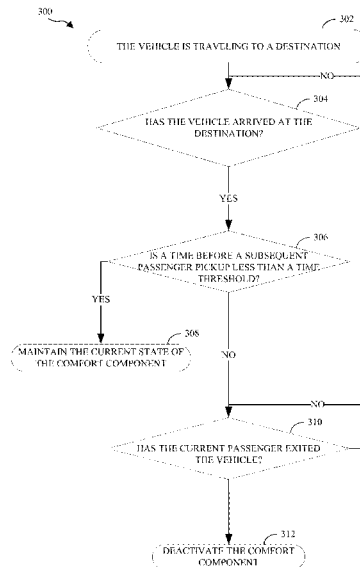 300
302
THE VEHICLE IS TRAVELING TO A DESTINATION
NO
304
HAS THE VEHICLE ARRIVED AT THE
DESTINATION?
YES
306
IS A TIME BEFORE A SUBSEQUENT
PASSENGER PICKUP LESS THAN A TIME
THRESHOLD?
YES
308
MAINTAIN THE CURRENT STATE OF
THE COMFORT COMPONENT
NO
NO
310
HAS THE CURRENT PASSENGER EXITED
THE VEHICLE?
312
DEACTIVATE THE COMFORT
COMPONENT